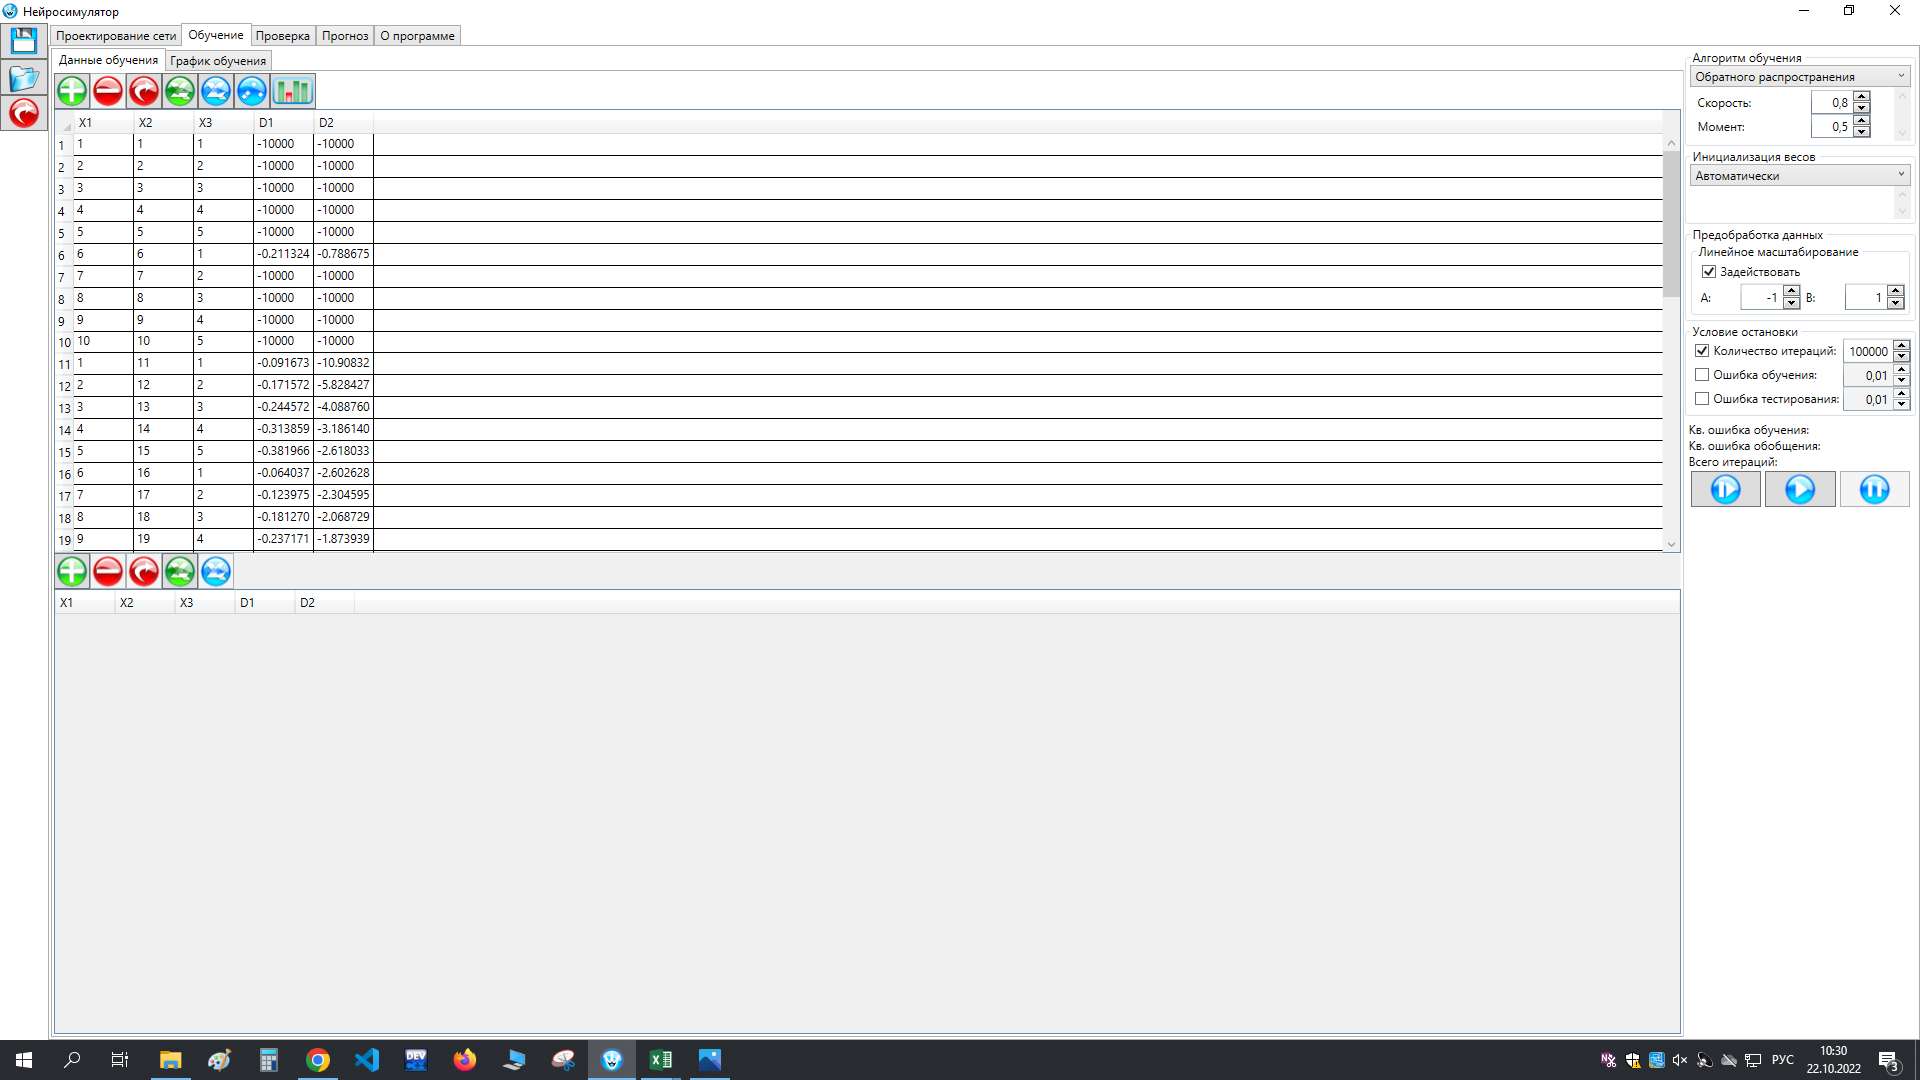 Нейросимулятор
Проектирование сети Обучение Проверка Прогноз О программе
Данные обучения График обучения
X1 X2 X3 D1 D2
1 1 1 1 -10000 -10000
2 2 2 2 -10000 -10000
3 3 3 3 -10000 -10000
4 4 4 4 -10000 -10000
5 5 5 5 -10000 -10000
6 6 6 1 -0.211324 -0.788675
7 7 7 2 -10000 -10000
8 8 8 3 -10000 -10000
9 9 9 4 -10000 -10000
10 10 10 5 -10000 -10000
11 1 11 1 -0.091673 -10.90832
12 2 12 2 -0.171572 -5.828427
13 3 13 3 -0.244572 -4.088760
14 4 14 4 -0.313859 -3.186140
15 5 15 5 -0.381966 -2.618033
16 6 16 1 -0.064037 -2.602628
17 7 17 2 -0.123975 -2.304595
18 8 18 3 -0.181270 -2.068729
19 9 19 4 -0.237171 -1.873939
X1 X2 X3 D1 D2
Алгоритм обучения
Обратного распространения
Скорость: 0,8
Момент: 0,5
Инициализация весов
Автоматически
Предобработка данных
Линейное масштабирование
Задействовать
A: -1 B: 1
Условие остановки
Количество итераций: 100000
Ошибка обучения: 0,01
Ошибка тестирования: 0,01
Кв. ошибка обучения:
Кв. ошибка обобщения:
Всего итераций:
DEV
РУС
10:30
22.10.2022
3